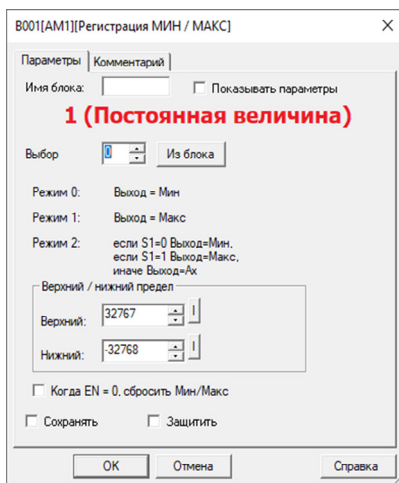 B001[AM1][Регистрация МИН / МАКС]
Параметры Комментарий
Имя блока: Показывать параметры
1 (Постоянная величина)
Выбор 0 Из блока
Режим 0: Выход = Мин
Режим 1: Выход = Макс
Режим 2: если S1=0 Выход=Мин,
если S1=1 Выход=Макс,
иначе Выход=Ax
Верхний / нижний предел
Верхний: 32767
Нижний: -32768
Когда EN = 0, сбросить Мин/Макс
Сохранять Защитить
OK Отмена Справка